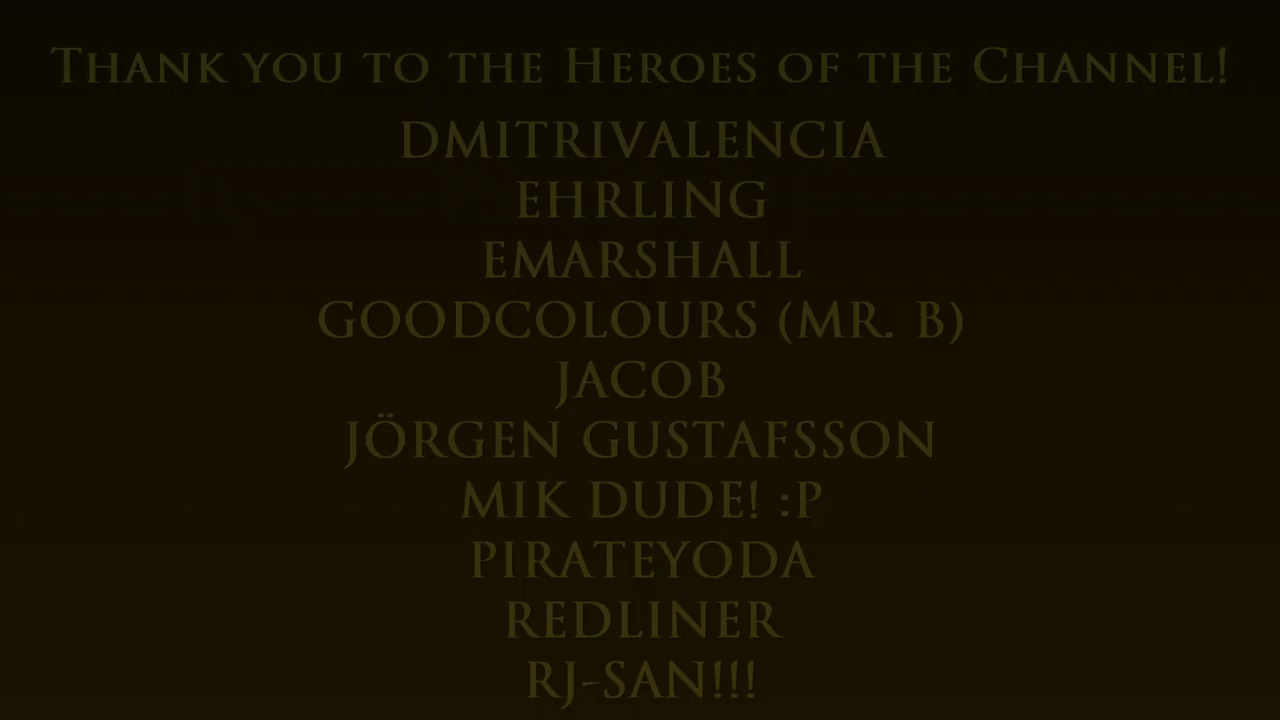 Thank you to the Heroes of the Channel!
DMITRIVALENCIA
EHRLING
EMARSHALL
GOODCOLOURS (MR. B)
JACOB
JÖRGEN GUSTAFSSON
MIK DUDE! :P
PIRATEYODA
REDLINER
RJ-SAN!!!